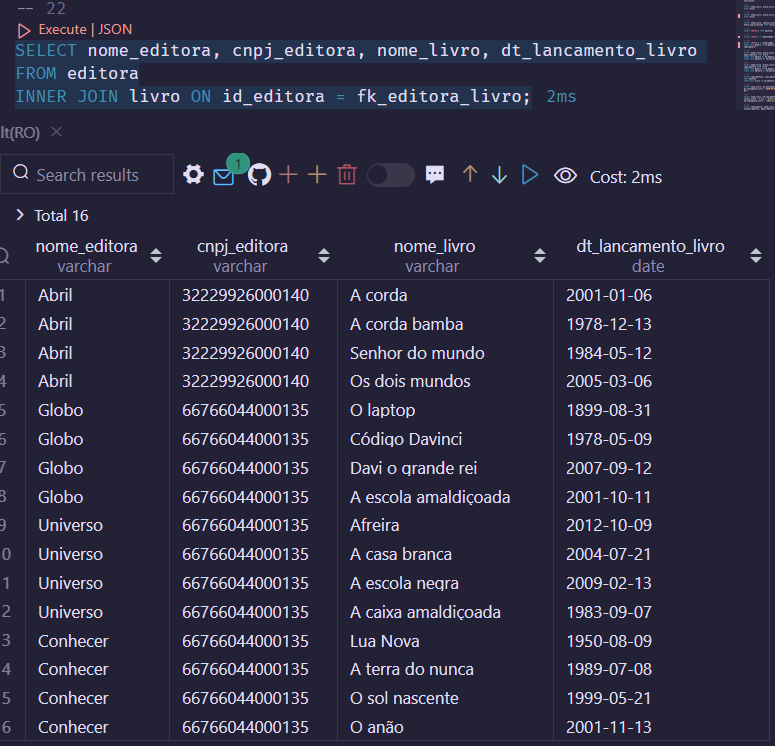 -- 22
Execute | JSON
SELECT nome_editora, cnpj_editora, nome_livro, dt_lancamento_livro
FROM editora
INNER JOIN livro ON id_editora = fk_editora_livro; 2ms
lt(RO)
Search results 1 Cost: 2ms
Total 16
nome_editora cnpj_editora nome_livro dt_lancamento_livro
varchar varchar varchar date
1 Abril 32229926000140 A corda 2001-01-06
2 Abril 32229926000140 A corda bamba 1978-12-13
3 Abril 32229926000140 Senhor do mundo 1984-05-12
4 Abril 32229926000140 Os dois mundos 2005-03-06
5 Globo 66766044000135 O laptop 1899-08-31
6 Globo 66766044000135 Código Davinci 1978-05-09
7 Globo 66766044000135 Davi o grande rei 2007-09-12
8 Globo 66766044000135 A escola amaldiçoada 2001-10-11
9 Universo 66766044000135 Afreira 2012-10-09
0 Universo 66766044000135 A casa branca 2004-07-21
1 Universo 66766044000135 A escola negra 2009-02-13
2 Universo 66766044000135 A caixa amaldiçoada 1983-09-07
3 Conhecer 66766044000135 Lua Nova 1950-08-09
4 Conhecer 66766044000135 A terra do nunca 1989-07-08
5 Conhecer 66766044000135 O sol nascente 1999-05-21
6 Conhecer 66766044000135 O anão 2001-11-13